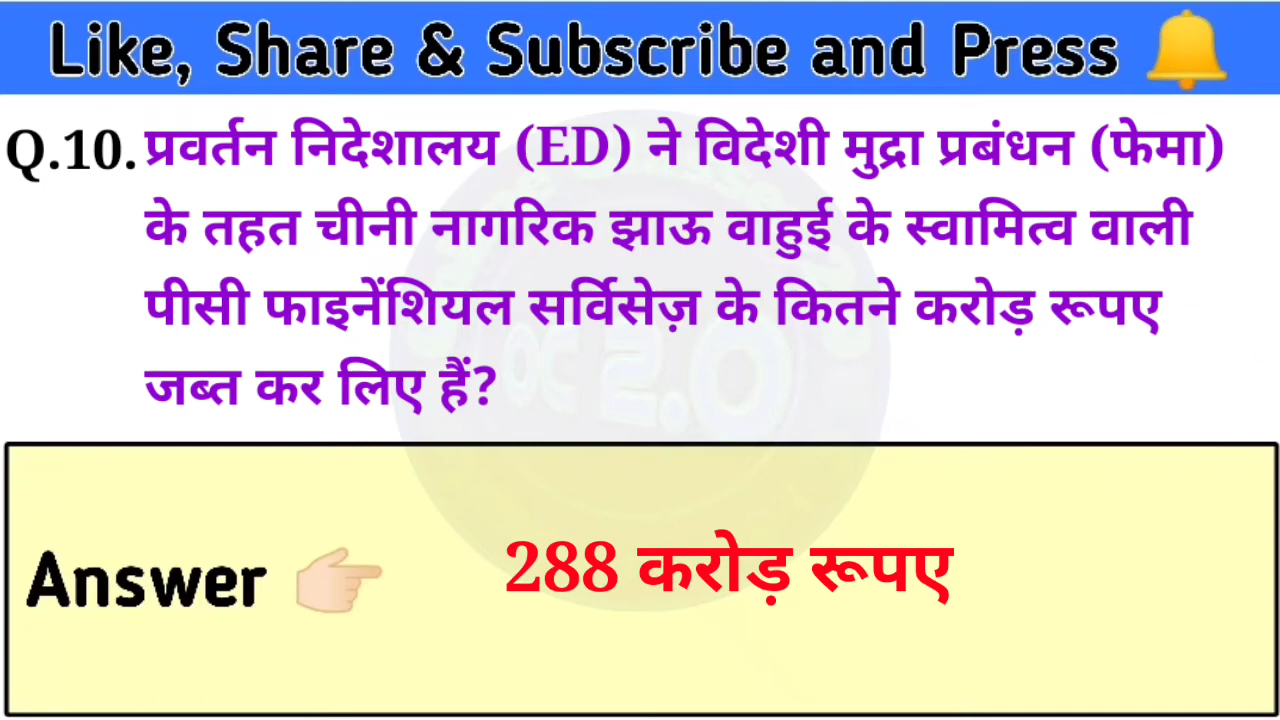 Like, Share & Subscribe and Press
Q.10. प्रवर्तन निदेशालय (ED) ने विदेशी मुद्रा प्रबंधन (फेमा)
के तहत चीनी नागरिक झाऊ वाहुई के स्वामित्व वाली
पीसी फाइनेंशियल सर्विसेज़ के कितने करोड़ रूपए
जब्त कर लिए हैं?
Answer 288 करोड़ रूपए